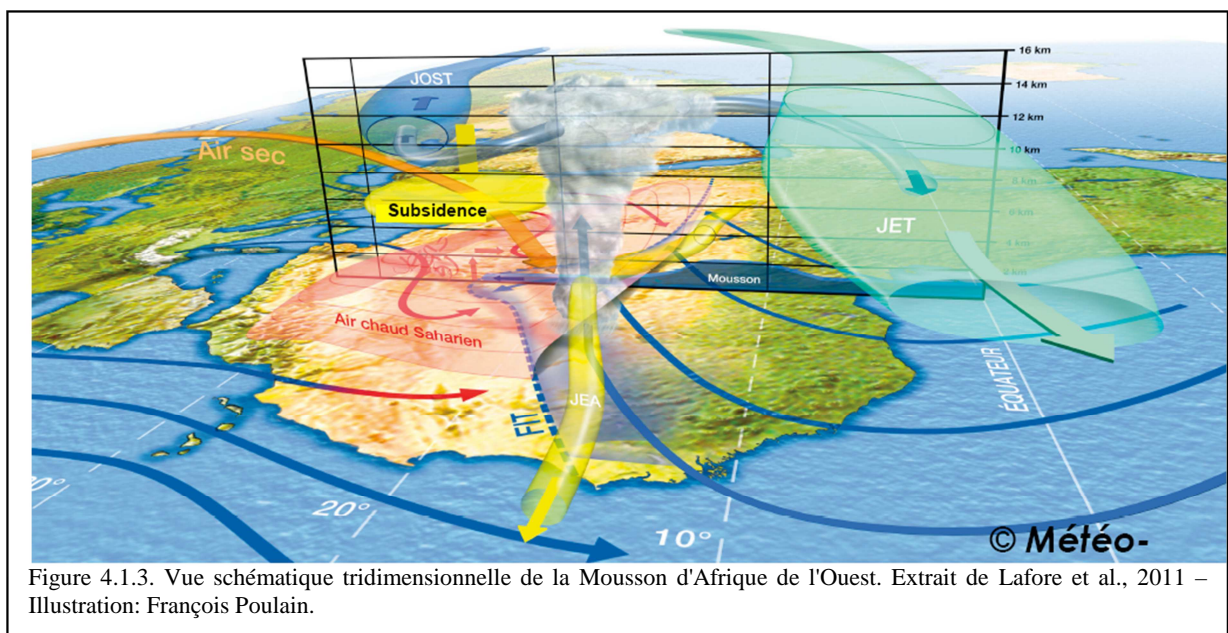 16 km
JOST
14 km
12 km
Air sec
10 km
8 km
Subsidence
6 km
JET
4 km
2 km
Mousson
Air chaud Saharien
ÉQUATEUR
JEA
FIT
20°
10°
© Météo-
Figure 4.1.3. Vue schématique tridimensionnelle de la Mousson d'Afrique de l'Ouest. Extrait de Lafore et al., 2011 –
Illustration: François Poulain.